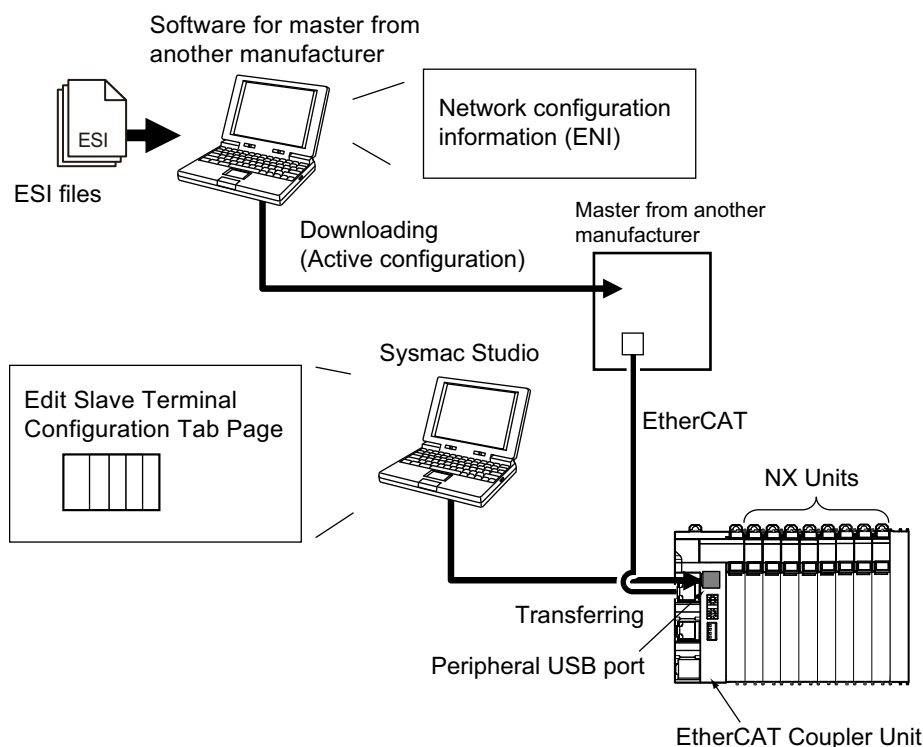 Software for master from
another manufacturer
Network configuration
information (ENI)
ESI
ESI files
Master from another
manufacturer
Downloading
(Active configuration)
Sysmac Studio
Edit Slave Terminal
Configuration Tab Page
EtherCAT
NX Units
Transferring
Peripheral USB port
EtherCAT Coupler Unit